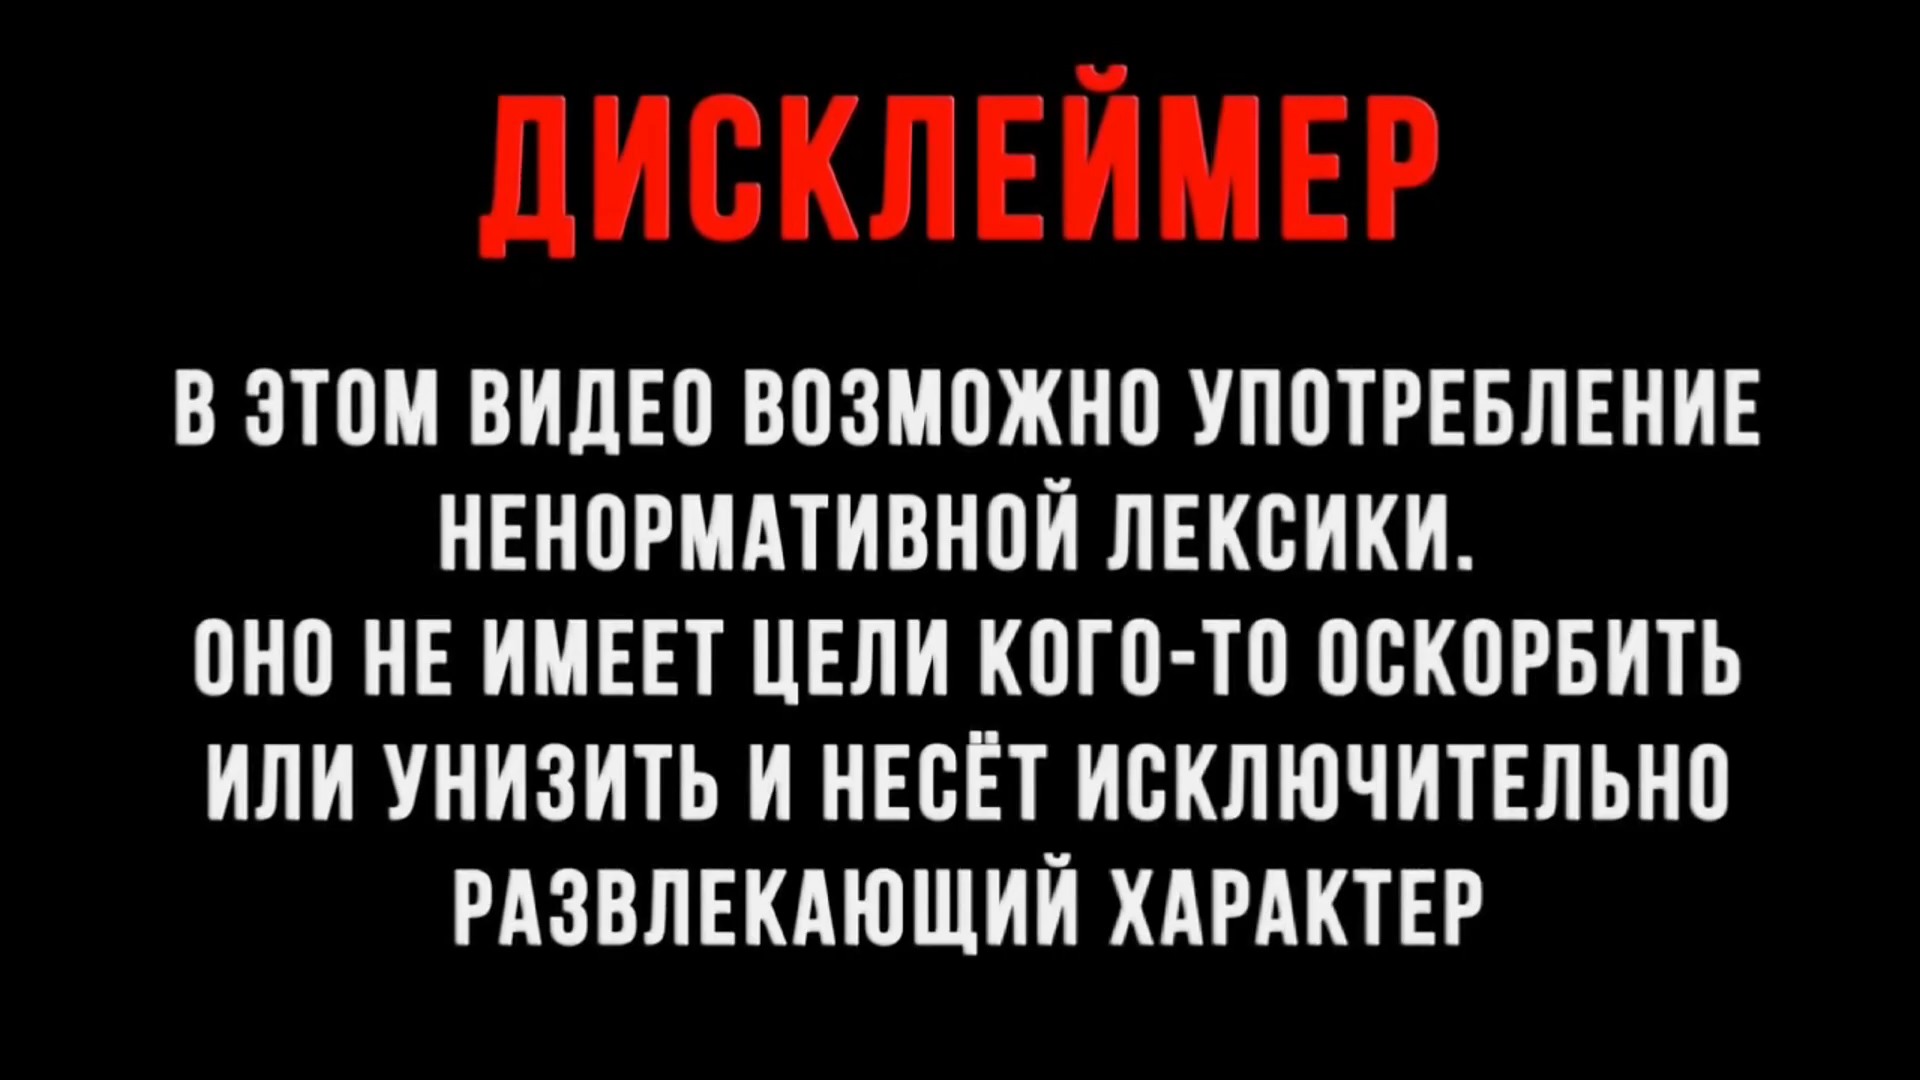 ДИСКЛЕЙМЕР
В ЭТОМ ВИДЕО ВОЗМОЖНО УПОТРЕБЛЕНИЕ
НЕНОРМАТИВНОЙ ЛЕКСИКИ.
ОНО НЕ ИМЕЕТ ЦЕЛИ КОГО-ТО ОСКОРБИТЬ
ИЛИ УНИЗИТЬ И НЕСЁТ ИСКЛЮЧИТЕЛЬНО
РАЗВЛЕКАЮЩИЙ ХАРАКТЕР